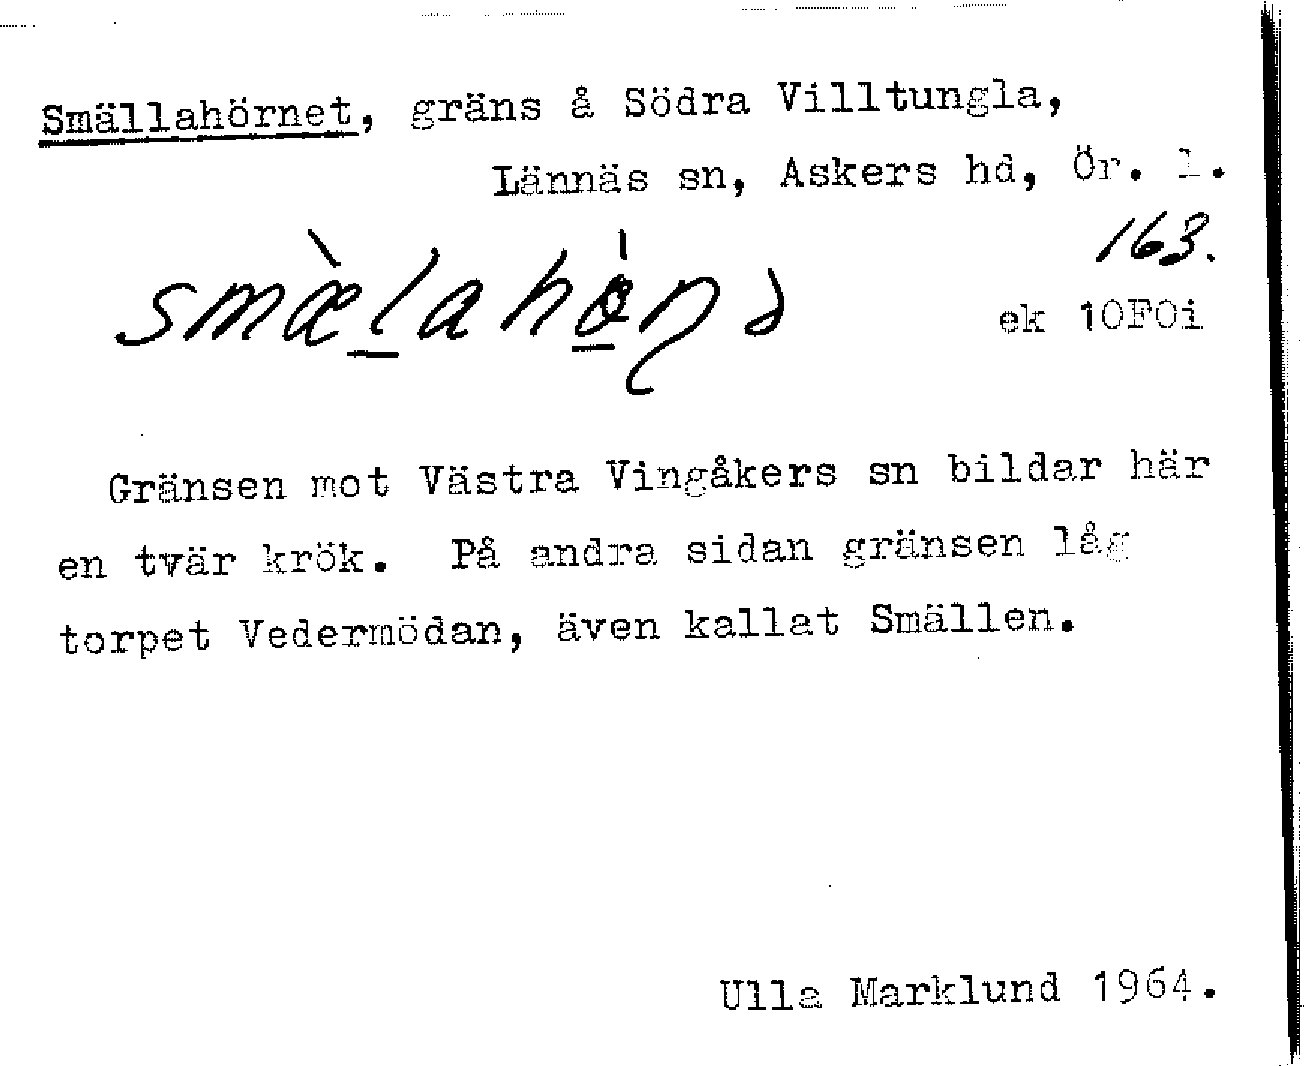 Smällahörnet, gräns å Södra Villtungla,
Lännäs sn, Askers hd, Ör. l.
163.
ek 10F0i
Gränsen mot Västra Vingåkers sn bildar här
en tvär krök. På andra sidan gränsen låg
torpet Vedermödan, även kallat Smällen.
Ulla Marklund 1964.